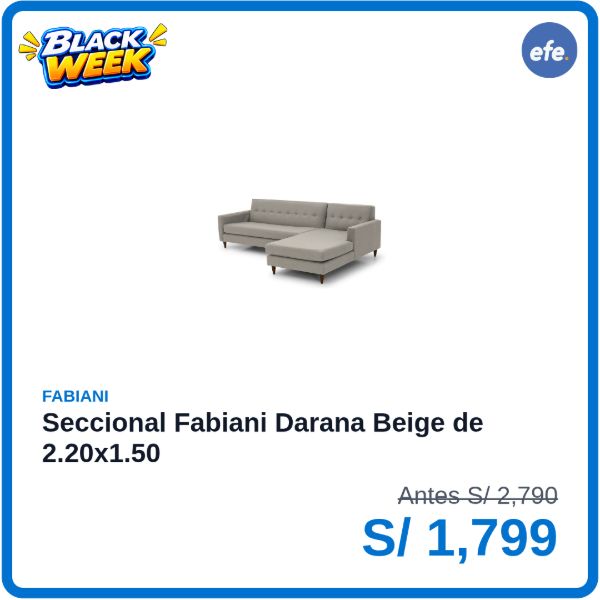 BLACK
WEEK
efe.
FABIANI
Seccional Fabiani Darana Beige de
2.20x1.50
Antes S/ 2,790
S/ 1,799